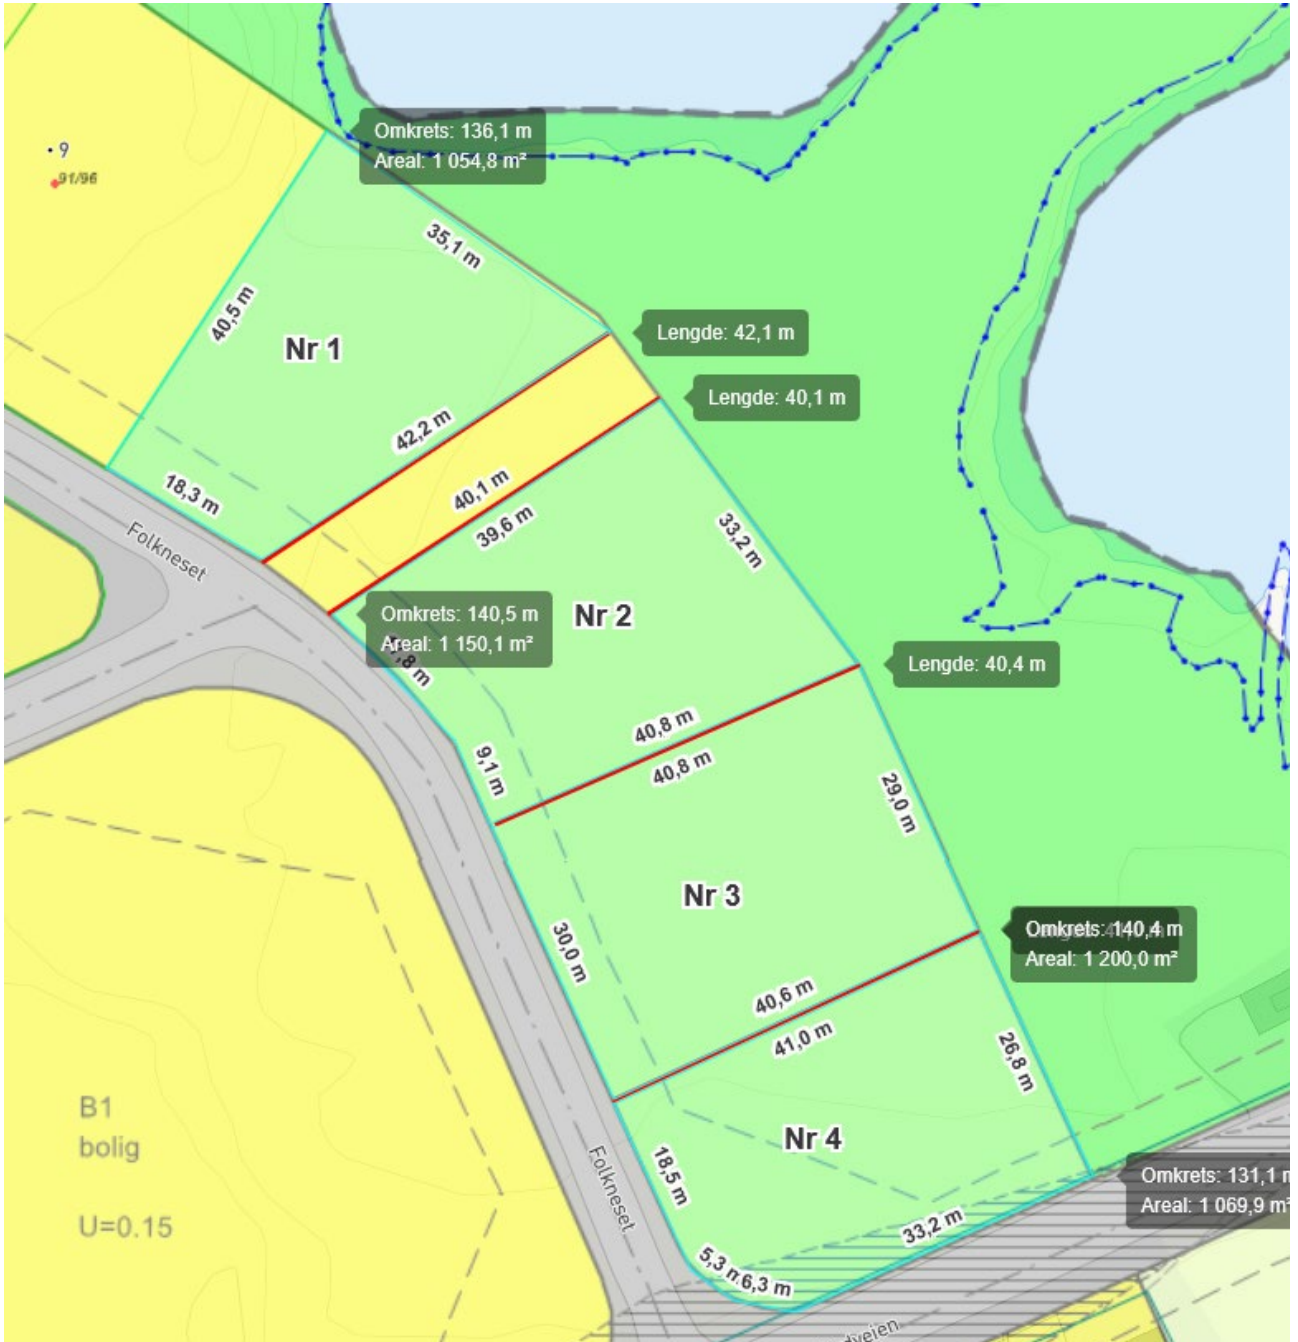 Omkrets: 136,1 m
Areal: 1 054,8 m²
9
91/96
35,1 m
40,5 m
Nr 1
Lengde: 42,1 m
Lengde: 40,1 m
42,2 m
18,3 m
40,1 m
39,6 m
Folkneset
33,2 m
Omkrets: 140,5 m
Areal: 1 150,1 m²
Nr 2
Lengde: 40,4 m
40,8 m
9,1 m
40,8 m
29,0 m
Nr 3
30,0 m
Omkrets: 140,4 m
Areal: 1 200,0 m²
40,6 m
41,0 m
26,8 m
B1
bolig
Nr 4
18,5 m
Folkneset
Omkrets: 131,1 m
Areal: 1 069,9 m²
U=0.15
33,2 m
5,3 m
6,3 m